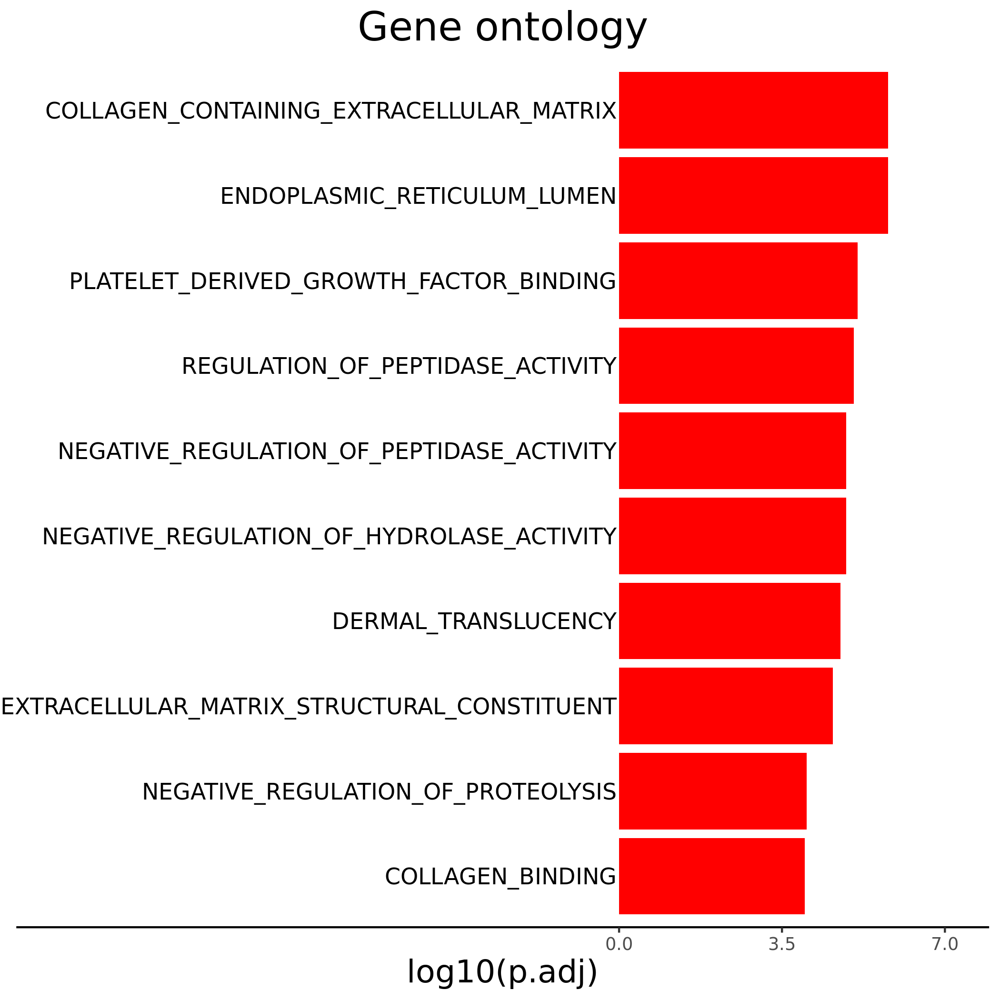 Gene ontology
COLLAGEN_CONTAINING_EXTRACELLULAR_MATRIX
ENDOPLASMIC_RETICULUM_LUMEN
PLATELET_DERIVED_GROWTH_FACTOR_BINDING
REGULATION_OF_PEPTIDASE_ACTIVITY
NEGATIVE_REGULATION_OF_PEPTIDASE_ACTIVITY
NEGATIVE_REGULATION_OF_HYDROLASE_ACTIVITY
DERMAL_TRANSLUCENCY
EXTRACELLULAR_MATRIX_STRUCTURAL_CONSTITUENT
NEGATIVE_REGULATION_OF_PROTEOLYSIS
COLLAGEN_BINDING
0.0 3.5 7.0
log10(p.adj)